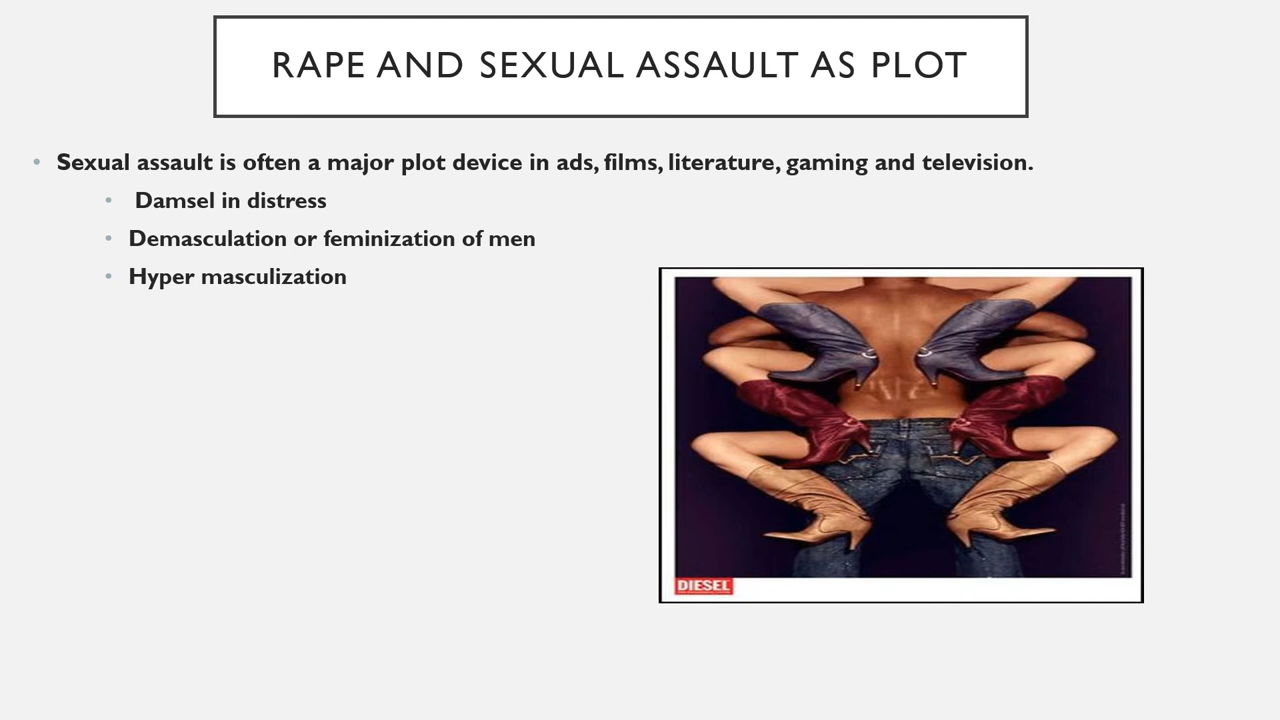 RAPE AND SEXUAL ASSAULT AS PLOT
• Sexual assault is often a major plot device in ads, films, literature, gaming and television.
• Damsel in distress
• Demasculation or feminization of men
• Hyper masculization
DIESEL